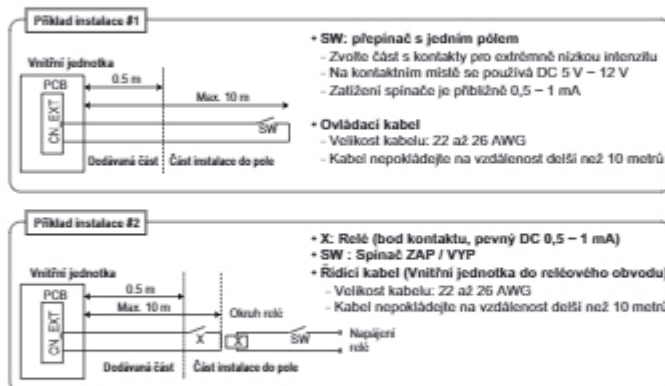 Příklad instalace #1
Vnitřní jednotka
PCB
0.5 m
Max. 10 m
CN_EXT
SW
Dodávaná část
Část instalace do pole
• SW: přepínač s jedním pólem
- Zvolte část s kontakty pro extrémně nízkou intenzitu
- Na kontaktním místě se používá DC 5 V – 12 V
- Zatížení spínače je přibližně 0,5 – 1 mA
• Ovládací kabel
- Velikost kabelu: 22 až 26 AWG
- Kabel nepokládejte na vzdálenost delší než 10 metrů
Příklad instalace #2
Vnitřní jednotka
PCB
0.5 m
Max. 10 m
CN_EXT
X
Okruh relé
X
SW
Napájení
relé
Dodávaná část
Část instalace do pole
• X: Relé (bod kontaktu, pevný DC 0,5 – 1 mA)
• SW : Spínač ZAP / VYP
• Řídicí kabel (Vnitřní jednotka do reléového obvodu)
- Velikost kabelu: 22 až 26 AWG
- Kabel nepokládejte na vzdálenost delší než 10 metrů